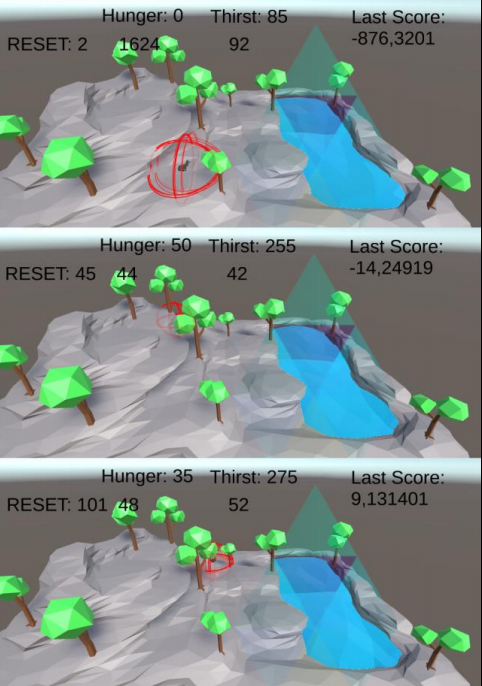 Hunger: 0 Thirst: 85 Last Score:
RESET: 2 1624 92 -876,3201
Hunger: 50 Thirst: 255 Last Score:
RESET: 45 44 42 -14,24919
Hunger: 35 Thirst: 275 Last Score:
RESET: 101 48 52 9,131401